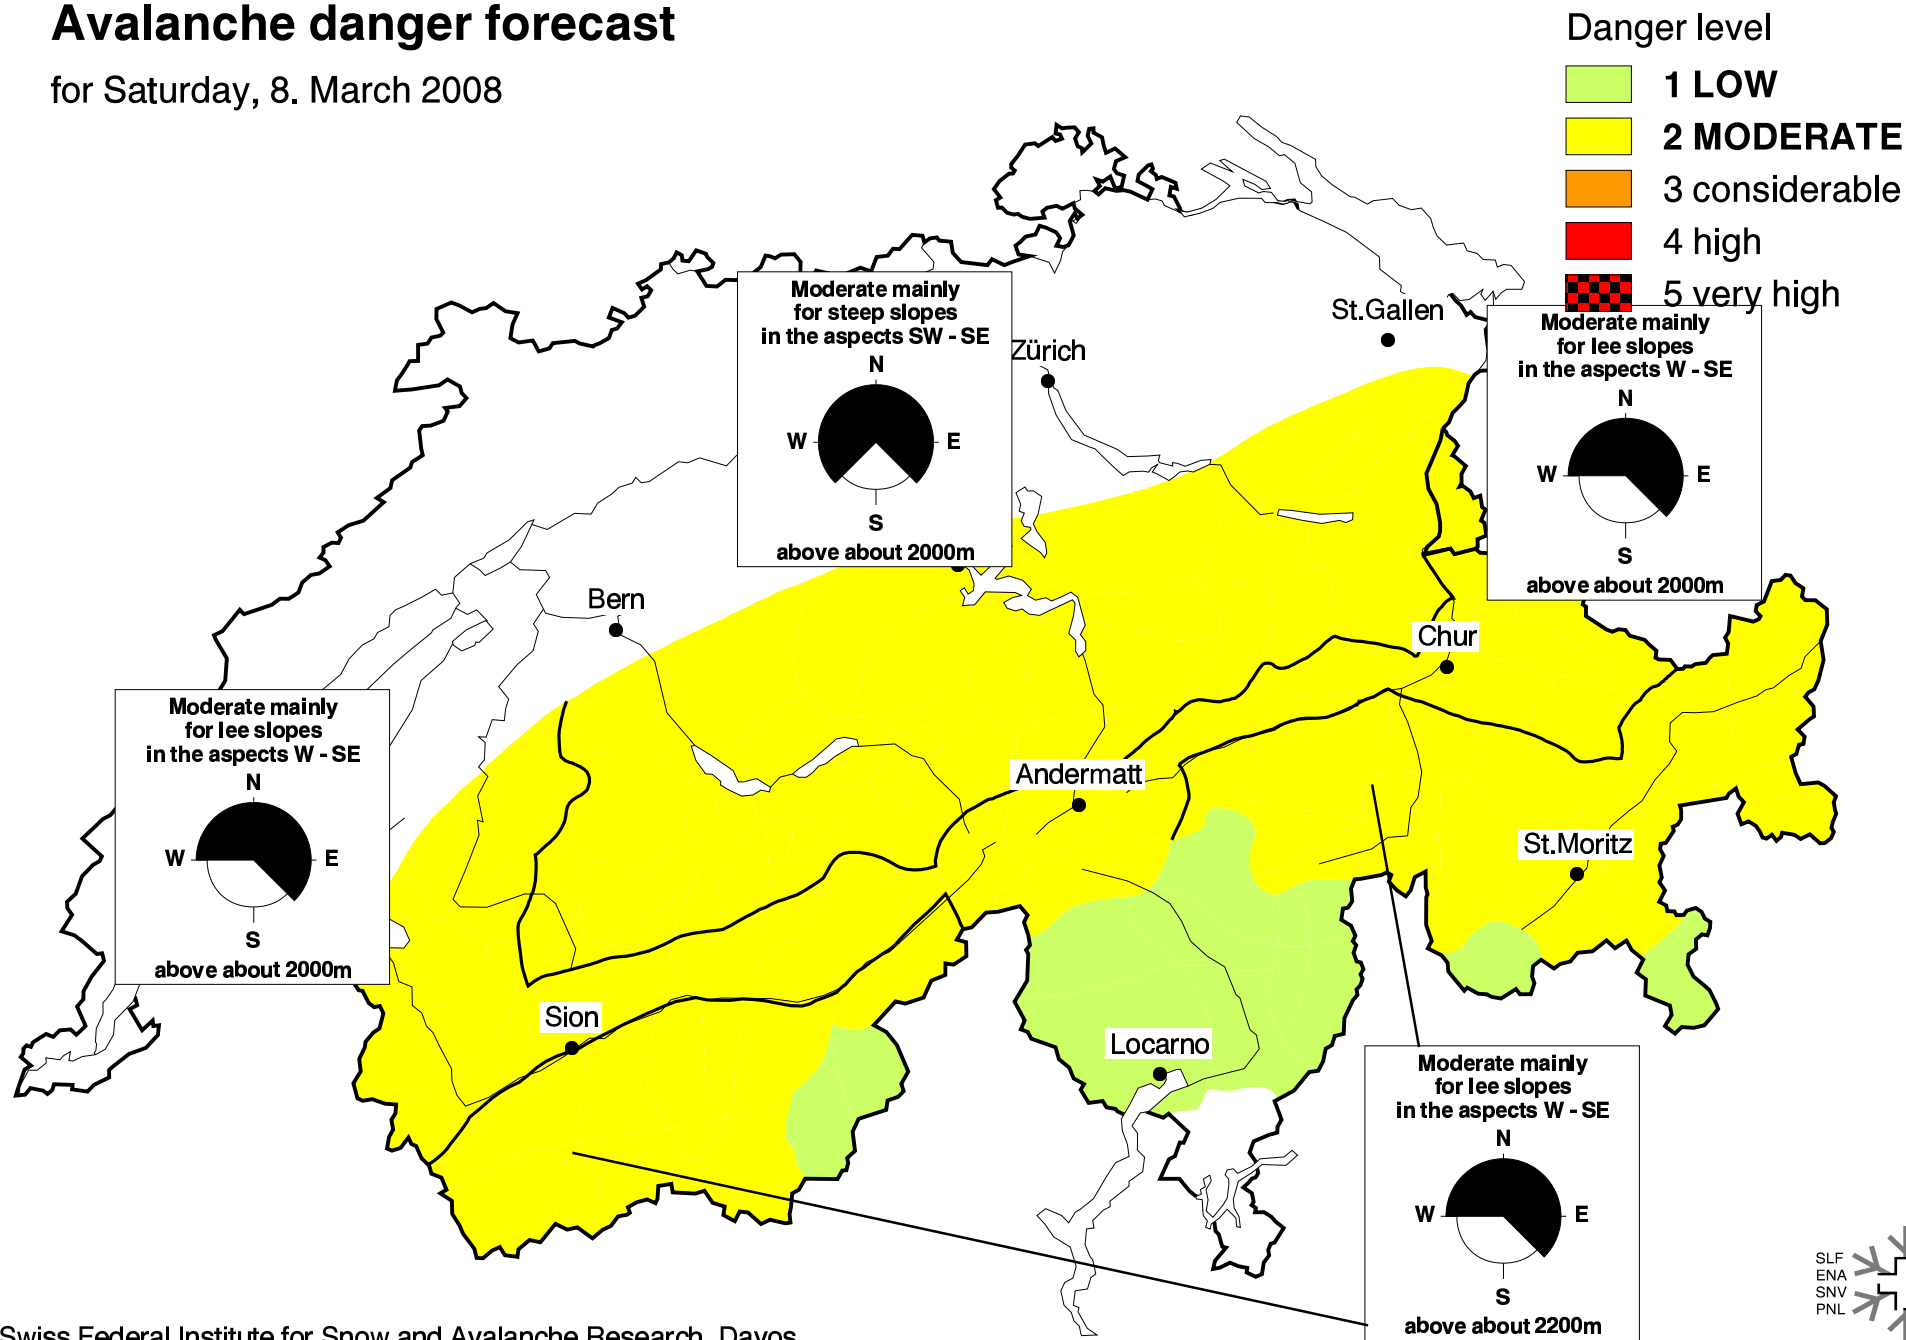 Avalanche danger forecast
for Saturday, 8. March 2008
Danger level
1 LOW
2 MODERATE
3 considerable
4 high
5 very high
Moderate mainly
for steep slopes
in the aspects SW - SE
N
W
E
S
above about 2000m
Zürich
St.Gallen
Moderate mainly
for lee slopes
in the aspects W - SE
N
W
E
S
above about 2000m
Bern
Chur
Moderate mainly
for lee slopes
in the aspects W - SE
N
W
E
S
above about 2000m
Andermatt
St.Moritz
Sion
Locarno
Moderate mainly
for lee slopes
in the aspects W - SE
N
W
E
S
above about 2200m
SLF
ENA
SNV
PNL
Swiss Federal Institute for Snow and Avalanche Research, Davos